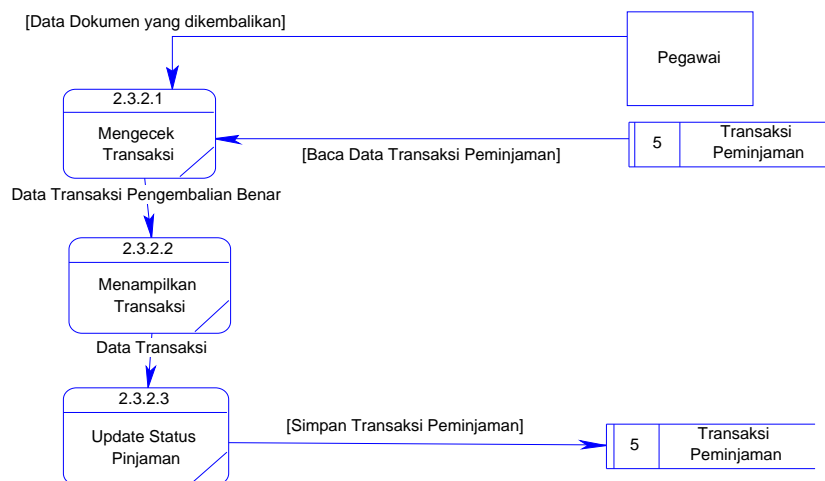 [Data Dokumen yang dikembalikan]
Pegawai
2.3.2.1
Mengecek
Transaksi
[Baca Data Transaksi Peminjaman]
5
Transaksi
Peminjaman
Data Transaksi Pengembalian Benar
2.3.2.2
Menampilkan
Transaksi
Data Transaksi
2.3.2.3
Update Status
Pinjaman
[Simpan Transaksi Peminjaman]
5
Transaksi
Peminjaman